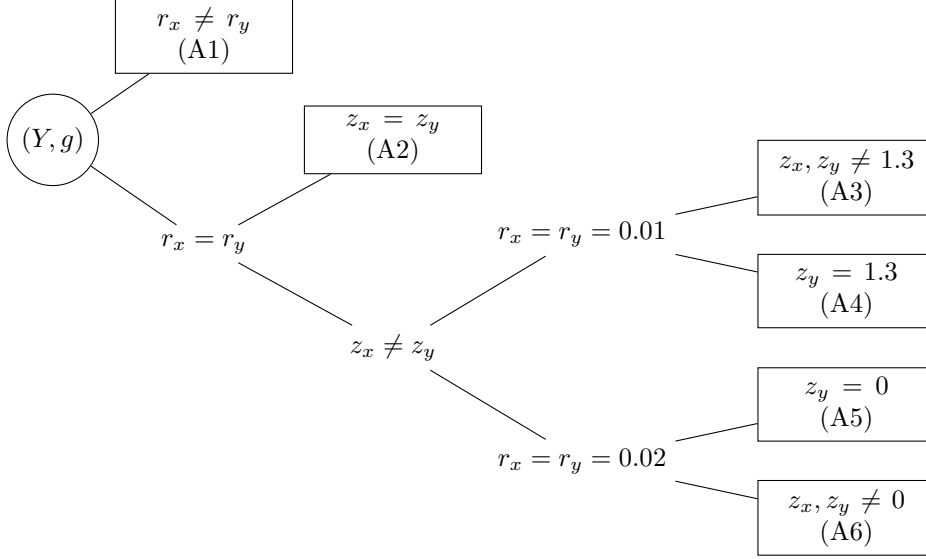 r_x ≠ r_y
(A1)
(Y, g)
z_x = z_y
(A2)
r_x = r_y
z_x, z_y ≠ 1.3
(A3)
r_x = r_y = 0.01
z_y = 1.3
(A4)
z_x ≠ z_y
z_y = 0
(A5)
r_x = r_y = 0.02
z_x, z_y ≠ 0
(A6)